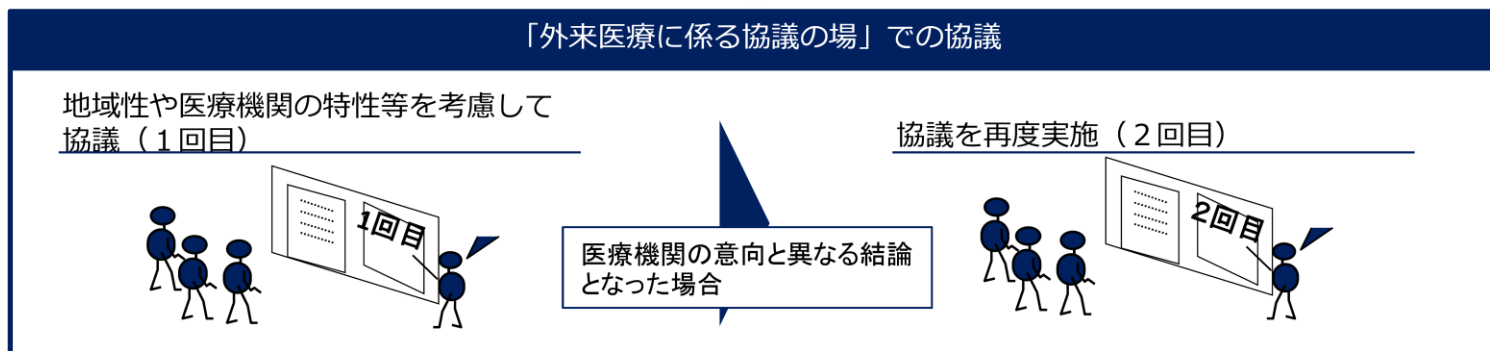 「外来医療に係る協議の場」での協議
地域性や医療機関の特性等を考慮して
協議（１回目）
1回目
医療機関の意向と異なる結論
となった場合
協議を再度実施（２回目）
2回目